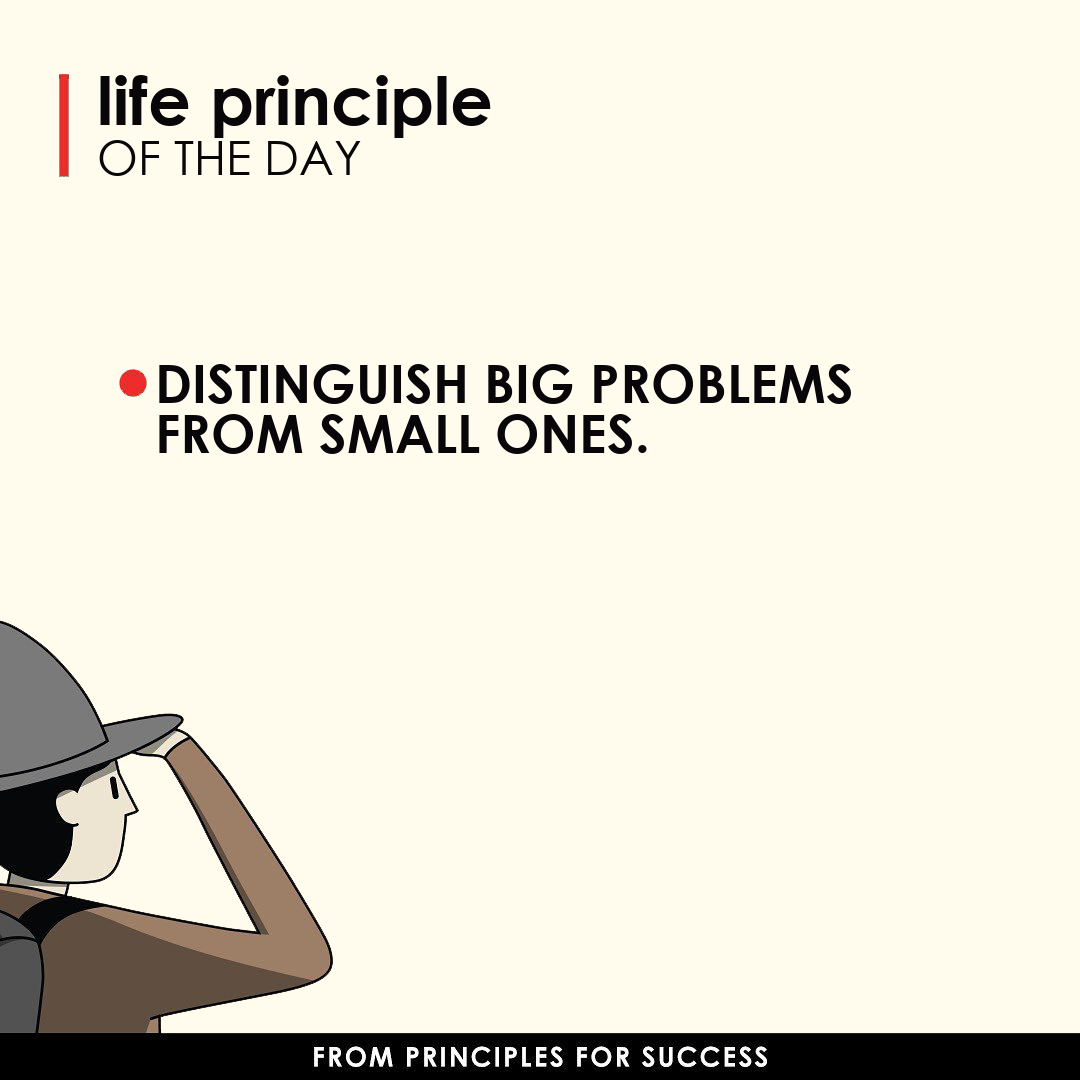 life principle
OF THE DAY
DISTINGUISH BIG PROBLEMS
FROM SMALL ONES.
FROM PRINCIPLES FOR SUCCESS